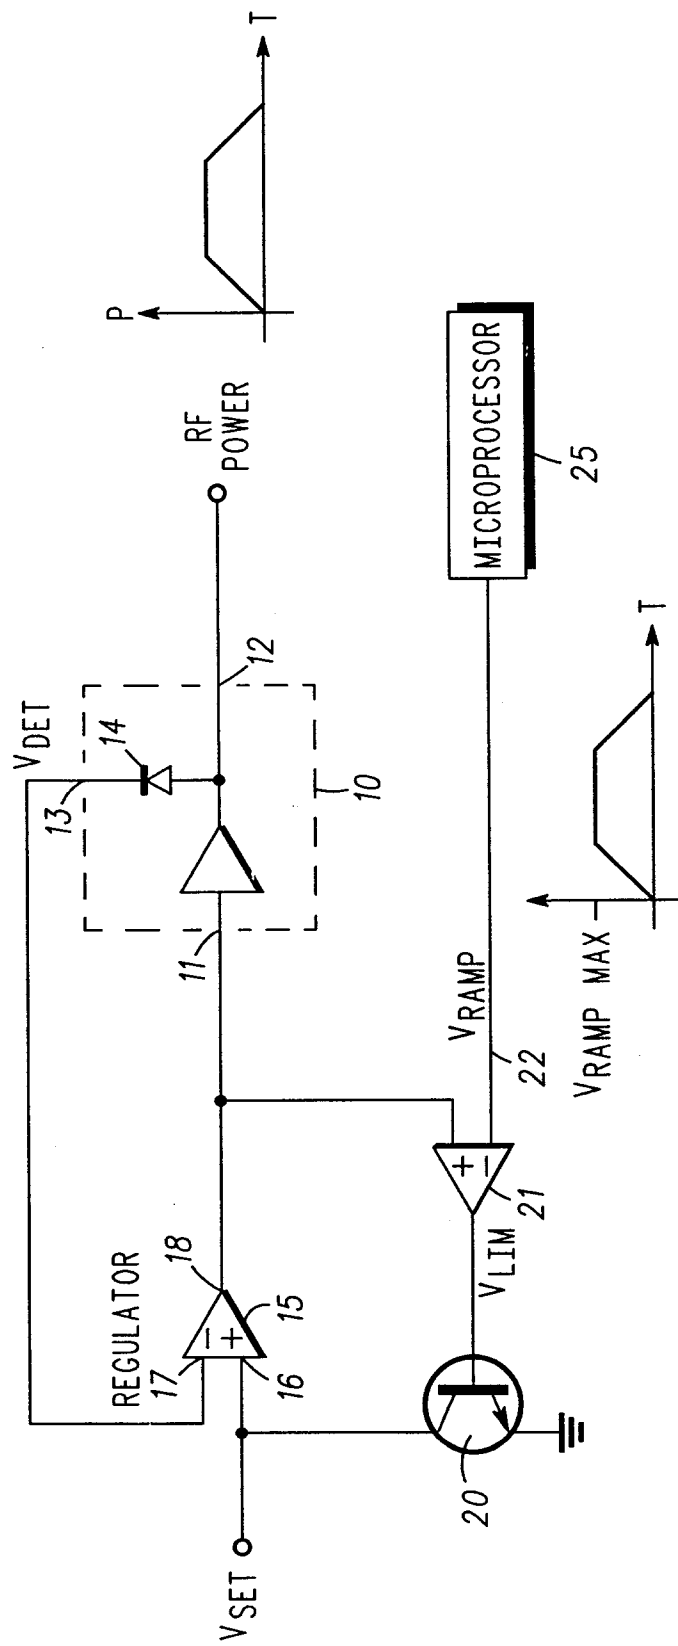 P
T
RF
POWER
V_DET
14
13
12
11
10
REGULATOR
17
-
+
18
15
16
V_SET
V_RAMP
22
MICROPROCESSOR
25
+
-
21
V_LIM
20
V_RAMP MAX
T